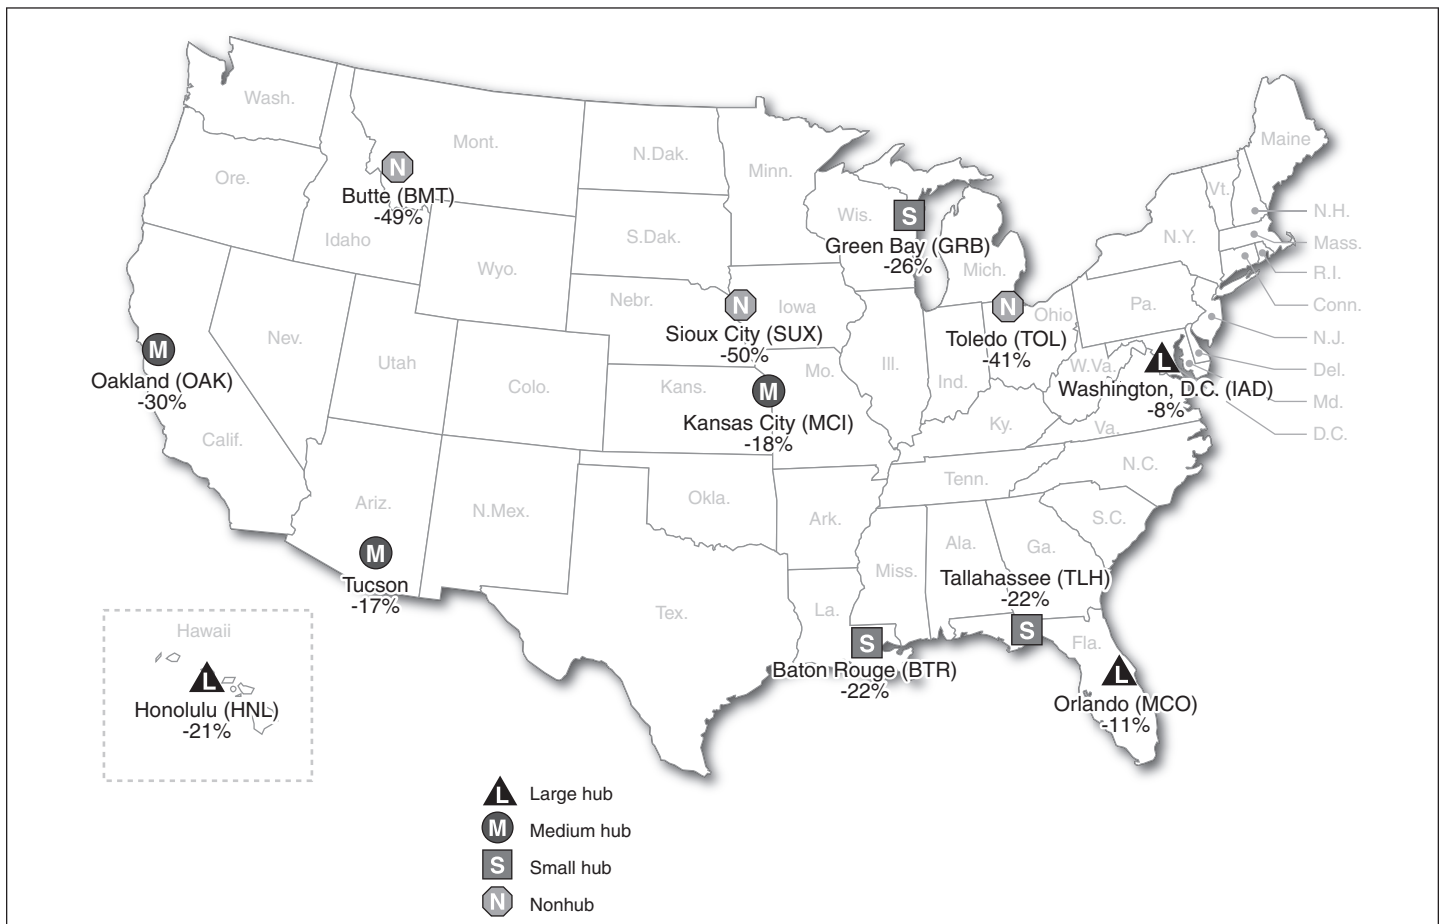 Wash.
Maine
Mont.
N.Dak.
Minn.
N
Ore.
Vt.
Butte (BMT)
-49%
S
Wis.
N.H.
Idaho
S.Dak.
Green Bay (GRB)
-26%
N.Y.
Mass.
Wyo.
Mich.
R.I.
Nebr.
N
Iowa
N
Ohio
Pa.
Conn.
Nev.
Sioux City (SUX)
-50%
Toledo (TOL)
-41%
N.J.
M
Utah
Colo.
Mo.
Ill.
Ind.
W.Va.
L
Del.
Oakland (OAK)
-30%
Kans.
M
Washington, D.C. (IAD)
-8%
Md.
Calif.
Kansas City (MCI)
-18%
Ky.
Va.
D.C.
Ariz.
N.Mex.
Okla.
Ark.
Tenn.
N.C.
S.C.
M
Tucson
-17%
Miss.
Ala.
Ga.
Tallahassee (TLH)
-22%
S
Tex.
La.
Fla.
S
Baton Rouge (BTR)
-22%
L
Orlando (MCO)
-11%
Hawaii
L
Honolulu (HNL)
-21%
L Large hub
M Medium hub
S Small hub
N Nonhub